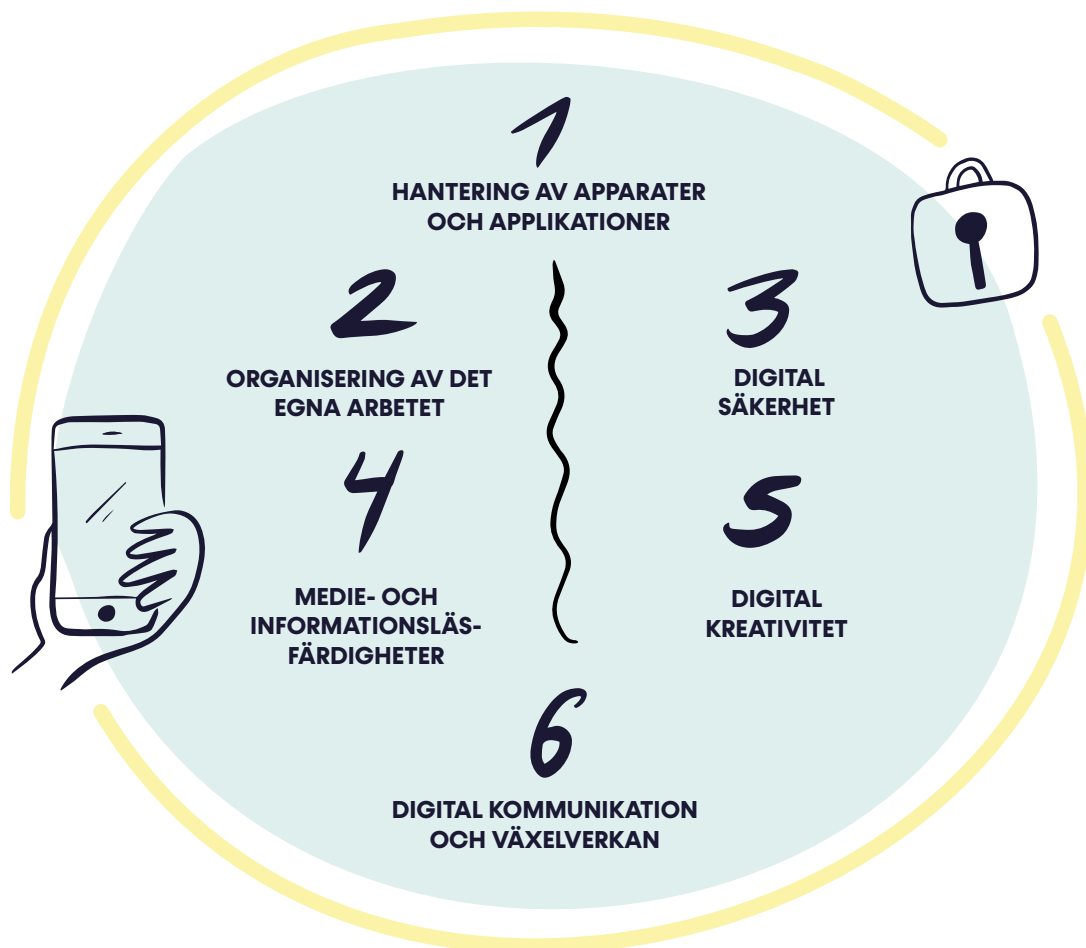 1
HANTERING AV APPARATER
OCH APPLIKATIONER
2
ORGANISERING AV DET
EGNA ARBETET
3
DIGITAL
SÄKERHET
4
MEDIE- OCH
INFORMATIONSLÄS-
FÄRDIGHETER
5
DIGITAL
KREATIVITET
6
DIGITAL KOMMUNIKATION
OCH VÄXELVERKAN